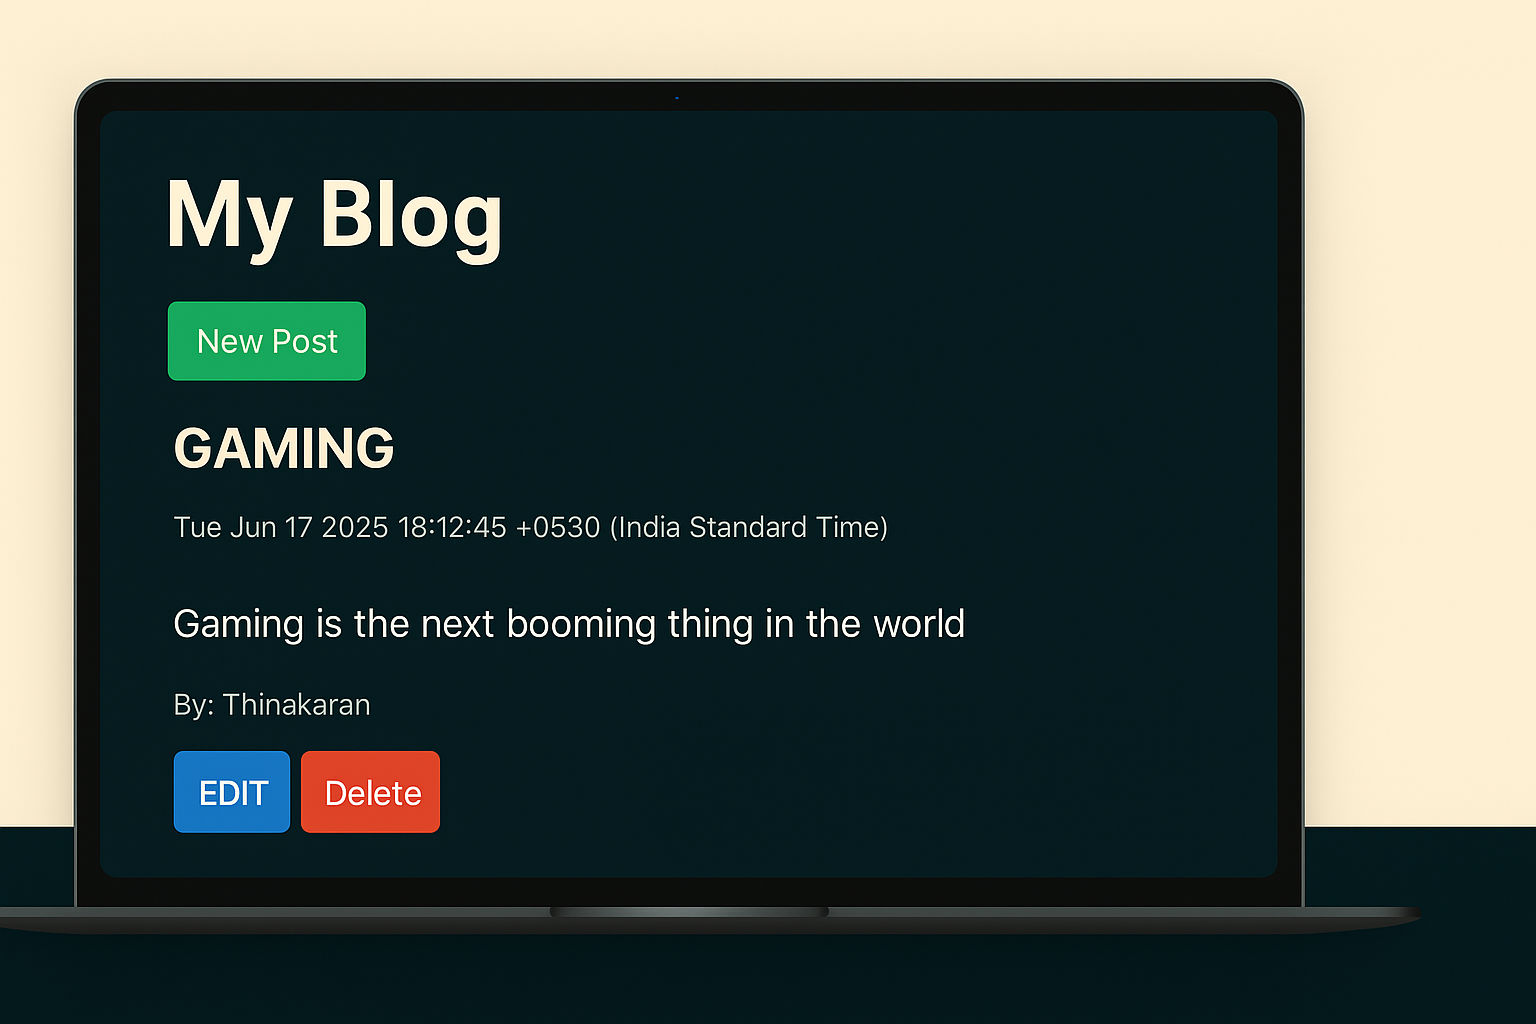 My Blog
New Post
GAMING
Tue Jun 17 2025 18:12:45 +0530 (India Standard Time)
Gaming is the next booming thing in the world
By: Thinakaran
EDIT Delete